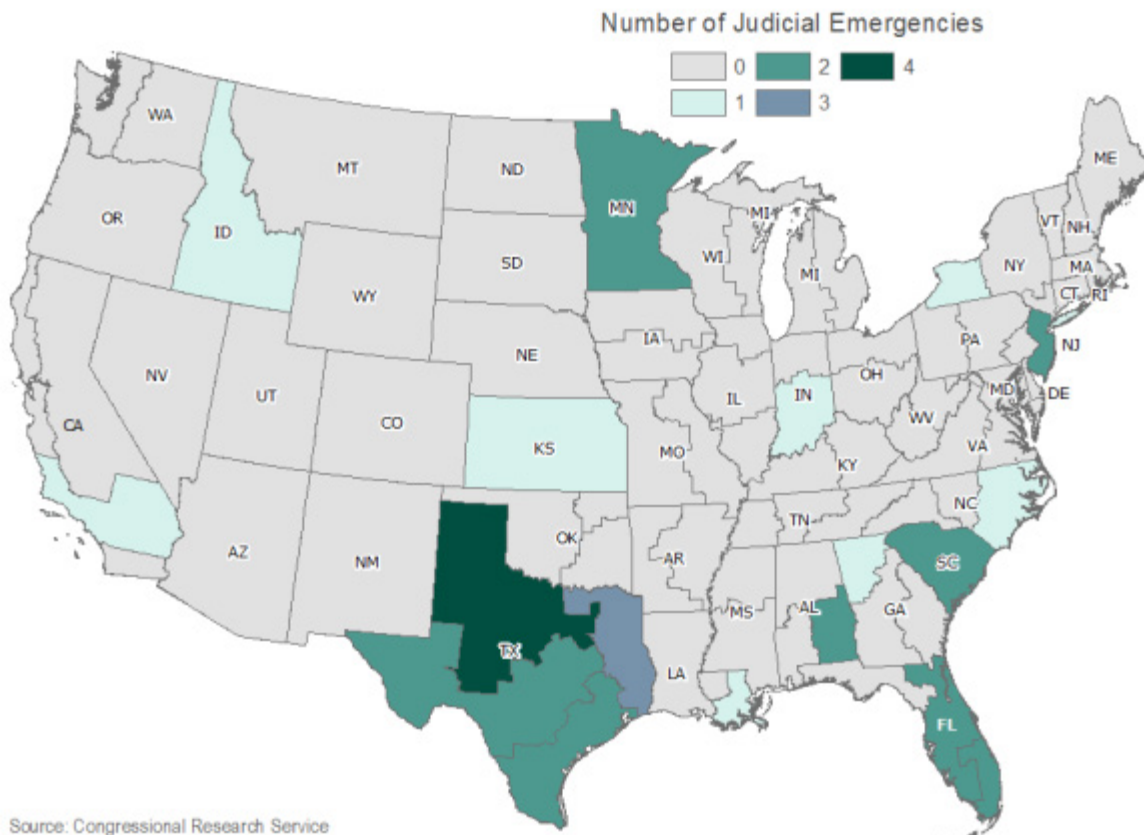 Number of Judicial Emergencies
0 2 4
1 3
WA
MT
ND
MN
ME
OR
ID
SD
WI
MI
MI
VT
NH
NY
MA
CT
RI
WY
IA
NE
PA
NJ
NV
UT
CO
IL
IN
OH
MD
DE
WV
CA
KS
MO
VA
KY
NC
TN
AZ
NM
OK
AR
SC
MS
AL
GA
TX
LA
FL
Source: Congressional Research Service